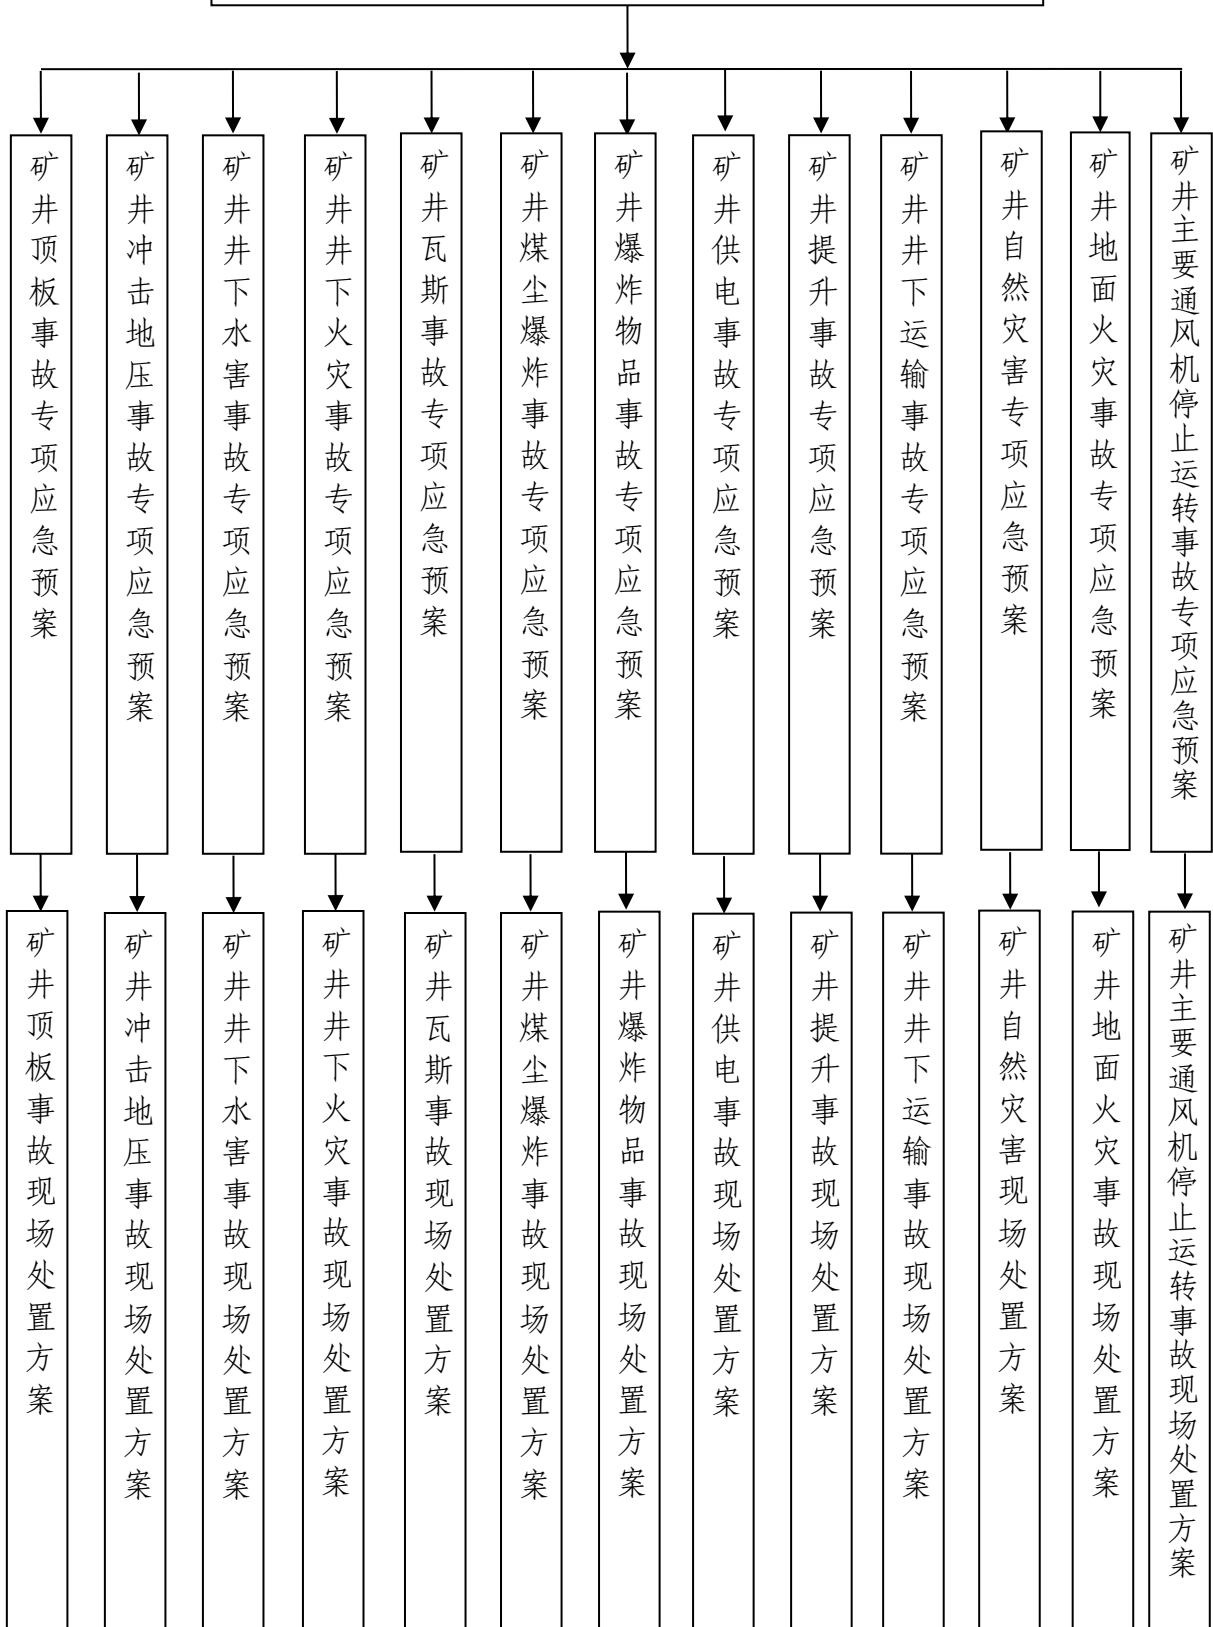 矿井顶板事故专项应急预案
矿井冲击地压事故专项应急预案
矿井井下水害事故专项应急预案
矿井井下火灾事故专项应急预案
矿井瓦斯事故专项应急预案
矿井煤尘爆炸事故专项应急预案
矿井爆炸物品事故专项应急预案
矿井供电事故专项应急预案
矿井提升事故专项应急预案
矿井井下运输事故专项应急预案
矿井自然灾害专项应急预案
矿井地面火灾事故专项应急预案
矿井主要通风机停止运转事故专项应急预案
矿井顶板事故现场处置方案
矿井冲击地压事故现场处置方案
矿井井下水害事故现场处置方案
矿井井下火灾事故现场处置方案
矿井瓦斯事故现场处置方案
矿井煤尘爆炸事故现场处置方案
矿井爆炸物品事故现场处置方案
矿井供电事故现场处置方案
矿井提升事故现场处置方案
矿井井下运输事故现场处置方案
矿井自然灾害现场处置方案
矿井地面火灾事故现场处置方案
矿井主要通风机停止运转事故现场处置方案